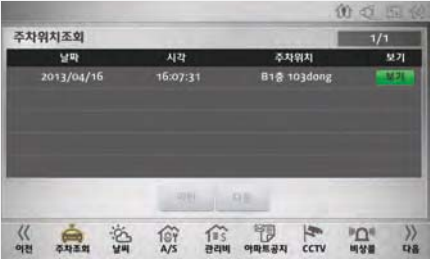 주차위치조회 1/1
날짜 시각 주차위치 보기
2013/04/16 16:07:31 B1층 103dong 보기
이전 다음
이전 주차조회 날씨 A/S 관리비 아파트공지 CCTV 비상콜 다음